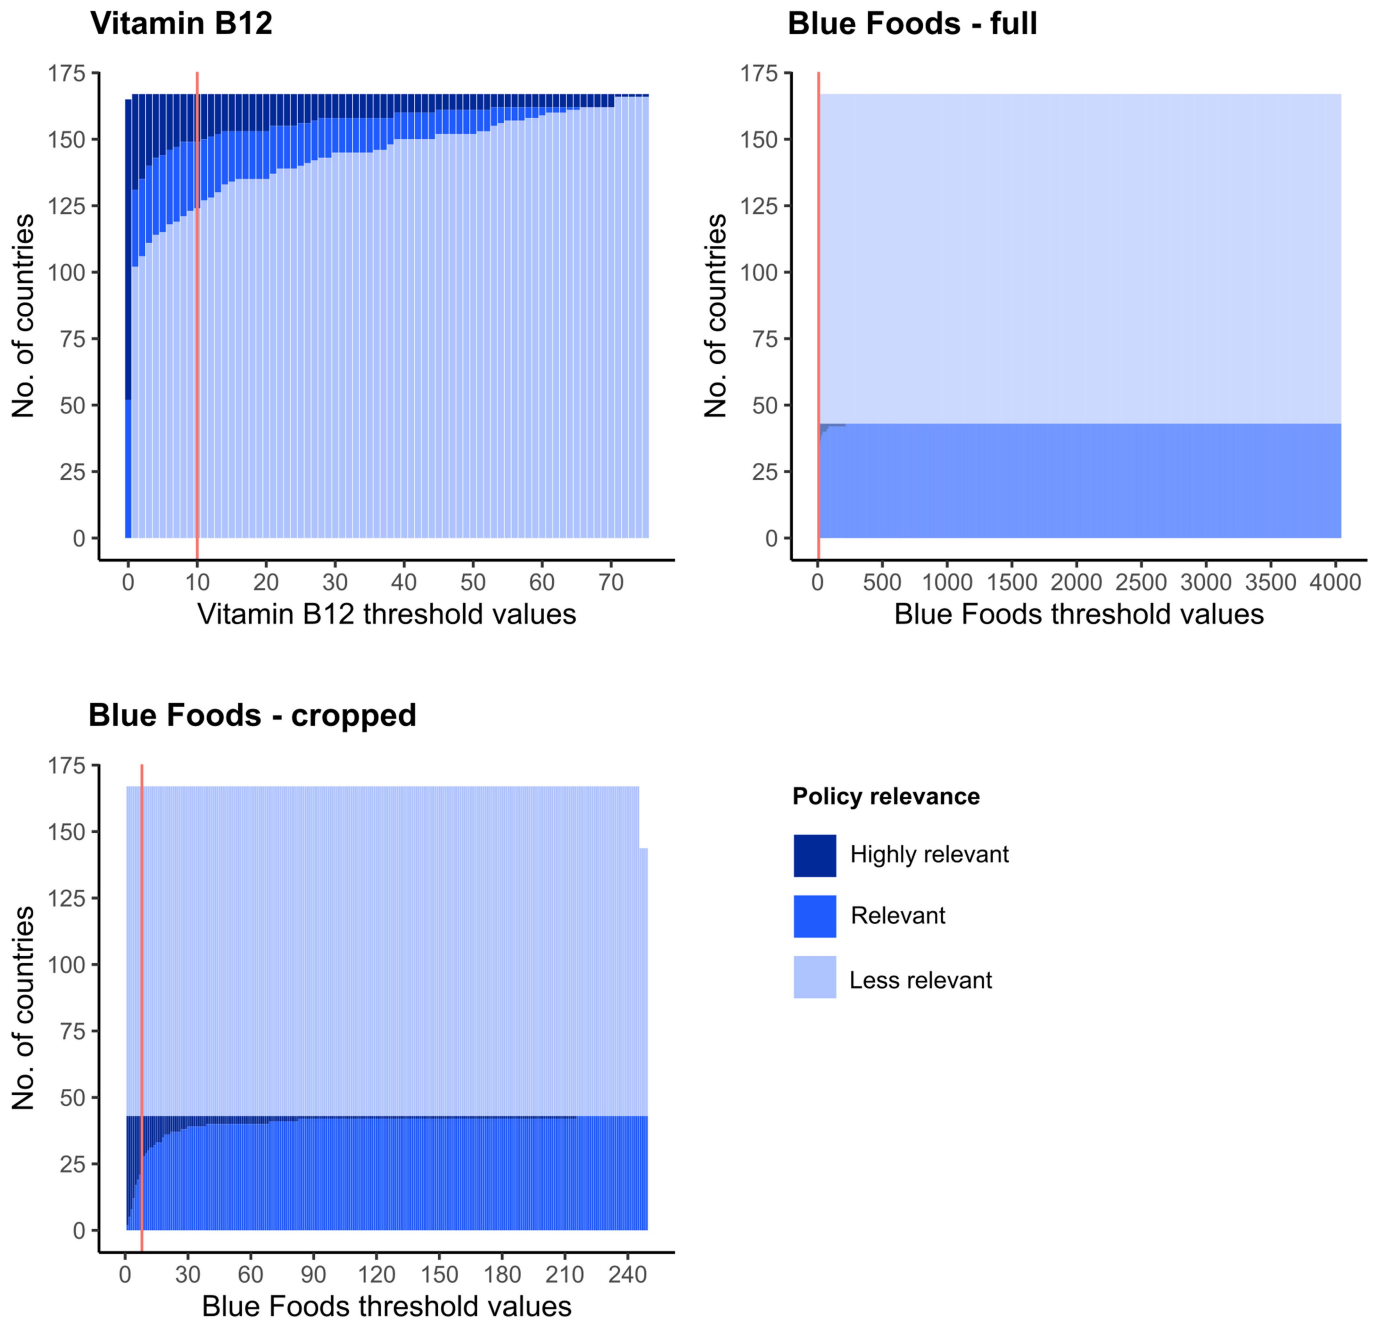 Vitamin B12
Blue Foods - full
175
150
125
100
75
50
25
0
No. of countries
0 10 20 30 40 50 60 70
Vitamin B12 threshold values
175
150
125
100
75
50
25
0
No. of countries
0 500 1000 1500 2000 2500 3000 3500 4000
Blue Foods threshold values
Blue Foods - cropped
175
150
125
100
75
50
25
0
No. of countries
0 30 60 90 120 150 180 210 240
Blue Foods threshold values
Policy relevance
Highly relevant
Relevant
Less relevant